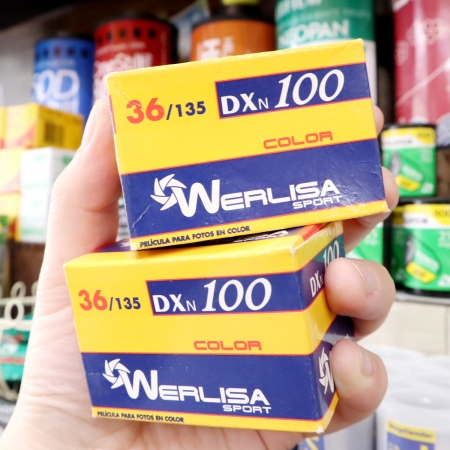 36/135 DXN 100
COLOR
WERLISA
SPORT
PELÍCULA PARA FOTOS EN COLOR
36/135 DXN 100
COLOR
WERLISA
SPORT
PELÍCULA PARA FOTOS EN COLOR